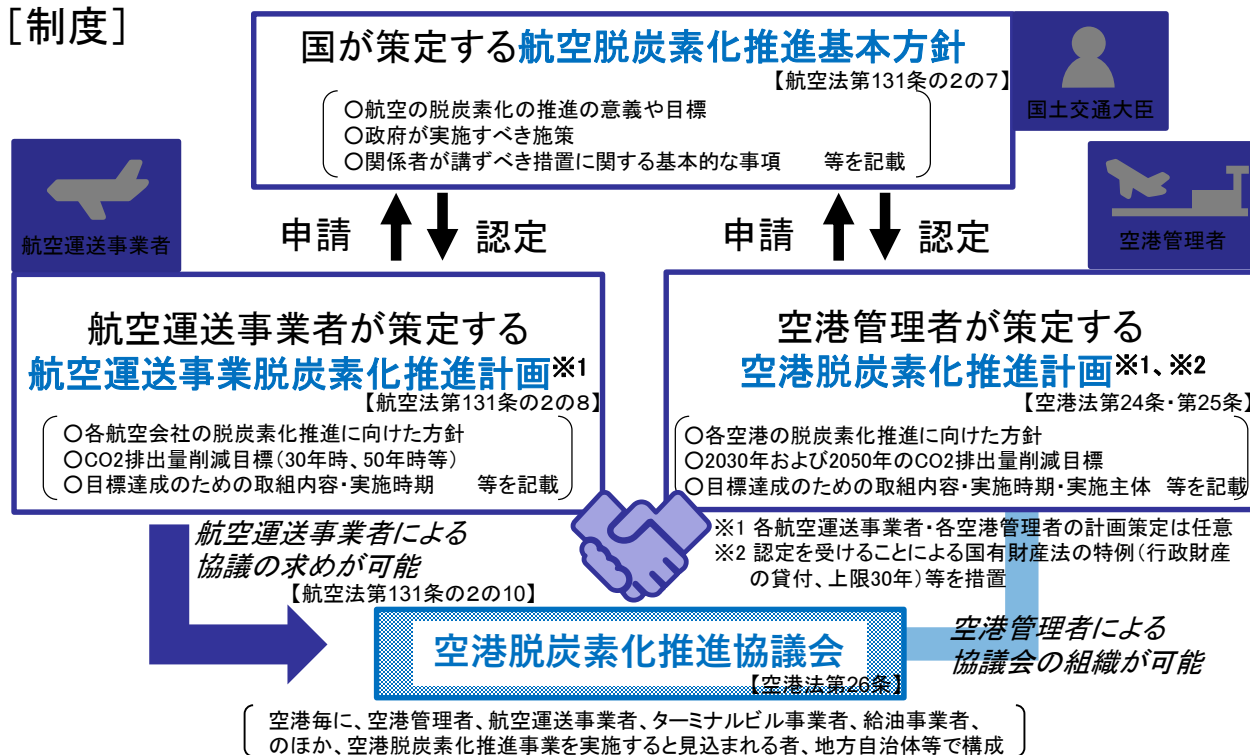 [制度]
国が策定する航空脱炭素化推進基本方針
【航空法第131条の2の7】
○航空の脱炭素化の推進の意義や目標
○政府が実施すべき施策
○関係者が講ずべき措置に関する基本的な事項　等を記載
国土交通大臣
航空運送事業者
申請
認定
申請
認定
空港管理者
航空運送事業者が策定する
航空運送事業脱炭素化推進計画※1
【航空法第131条の2の8】
○各航空会社の脱炭素化推進に向けた方針
○CO2排出量削減目標(30年時、50年時等)
○目標達成のための取組内容・実施時期　等を記載
空港管理者が策定する
空港脱炭素化推進計画※1、※2
【空港法第24条・第25条】
○各空港の脱炭素化推進に向けた方針
○2030年および2050年のCO2排出量削減目標
○目標達成のための取組内容・実施時期・実施主体　等を記載
※1 各航空運送事業者・各空港管理者の計画策定は任意
※2 認定を受けることによる国有財産法の特例(行政財産
の貸付、上限30年)等を措置
航空運送事業者による
協議の求めが可能
【航空法第131条の2の10】
空港脱炭素化推進協議会
【空港法第26条】
空港管理者による
協議会の組織が可能
空港毎に、空港管理者、航空運送事業者、ターミナルビル事業者、給油事業者、
のほか、空港脱炭素化推進事業を実施すると見込まれる者、地方自治体等で構成